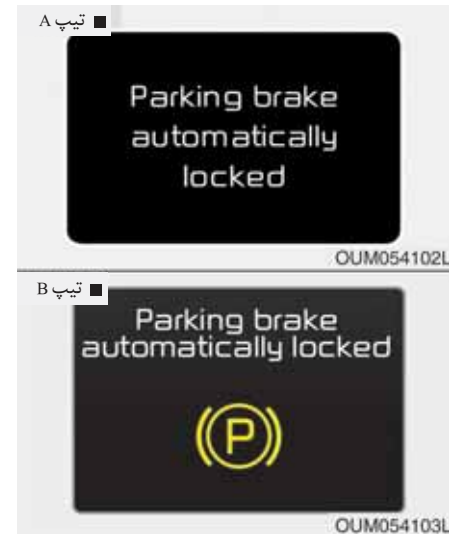 ■ تیپ A
Parking brake
automatically
locked
OUM054102L
■ تیپ B
Parking brake
automatically locked
(P)
OUM054103L